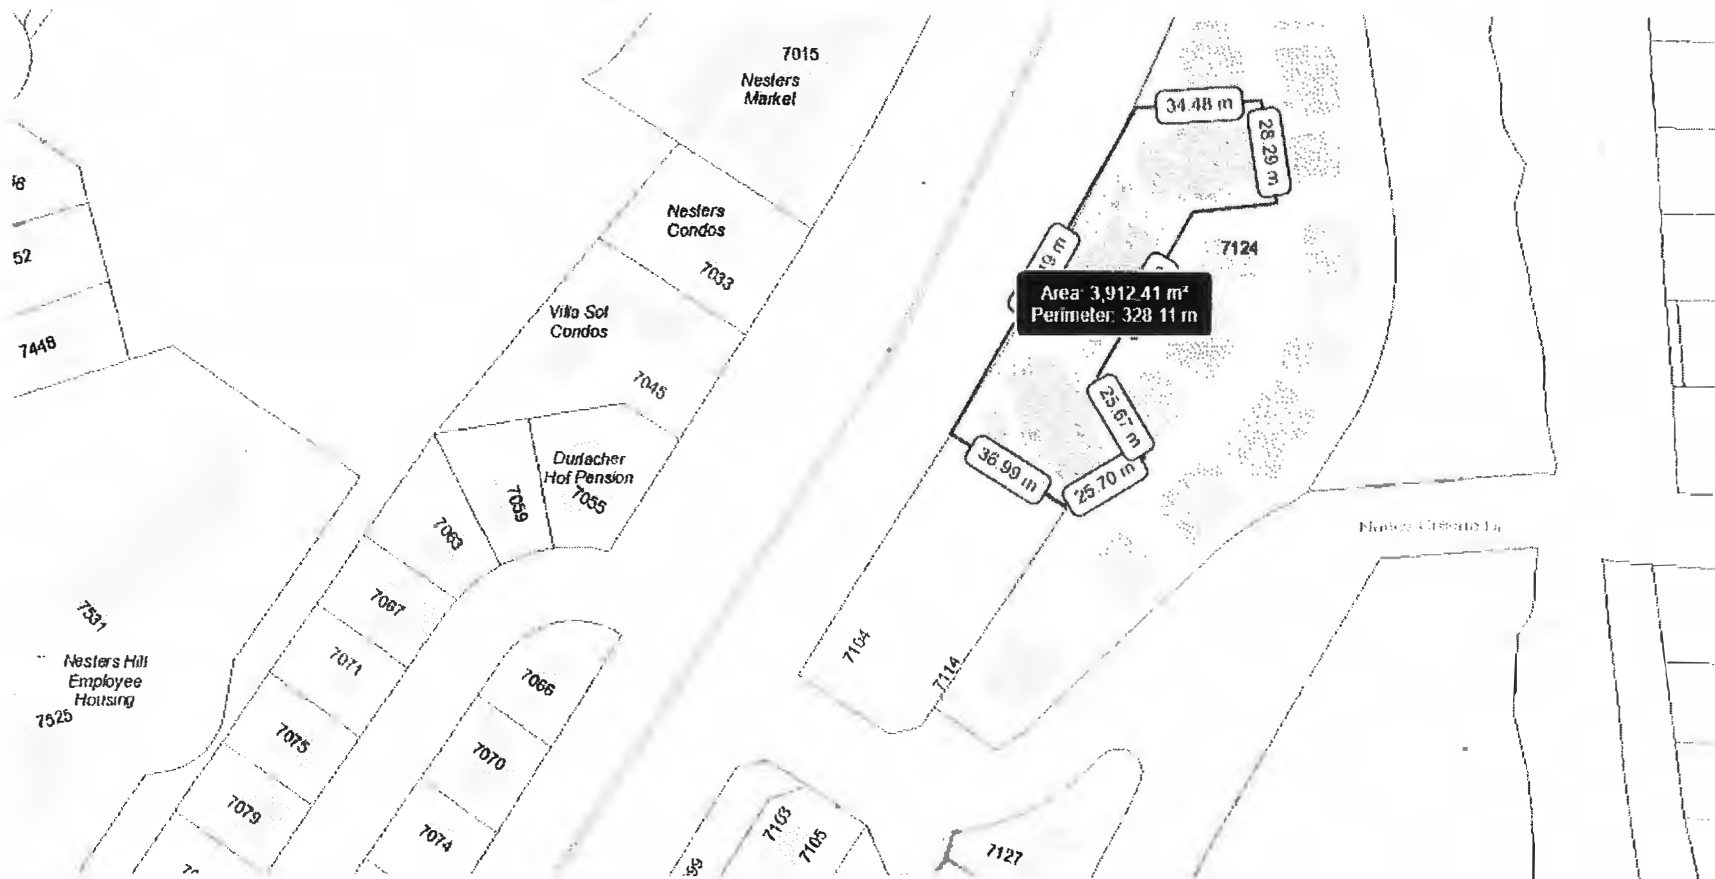 7015
Nesters
Market
34.48 m
28.29 m
Nesters
Condos
7033
7124
52
Area: 3,912.41 m²
Perimeter: 328.11 m
Villa Sol
Condos
7448
7045
25.67 m
Durlacher
Hof Pension
7055
7059
36.99 m
25.70 m
7063
7067
7531
7104
7071
Nesters Hill
Employee
Housing
7066
7114
7525
7075
7070
7079
7074
7103
7105
7127